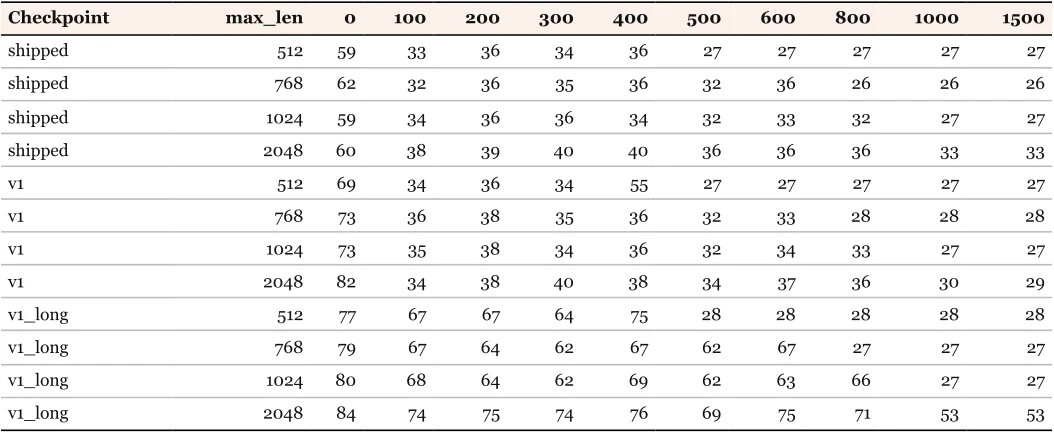 Checkpoint max_len 0 100 200 300 400 500 600 800 1000 1500
shipped 512 59 33 36 34 36 27 27 27 27 27
shipped 768 62 32 36 35 36 32 36 26 26 26
shipped 1024 59 34 36 36 34 32 33 32 27 27
shipped 2048 60 38 39 40 40 36 36 36 33 33
v1 512 69 34 36 34 55 27 27 27 27 27
v1 768 73 36 38 35 36 32 33 28 28 28
v1 1024 73 35 38 34 36 32 34 33 27 27
v1 2048 82 34 38 40 38 34 37 36 30 29
v1_long 512 77 67 67 64 75 28 28 28 28 28
v1_long 768 79 67 64 62 67 62 67 27 27 27
v1_long 1024 80 68 64 62 69 62 63 66 27 27
v1_long 2048 84 74 75 74 76 69 75 71 53 53